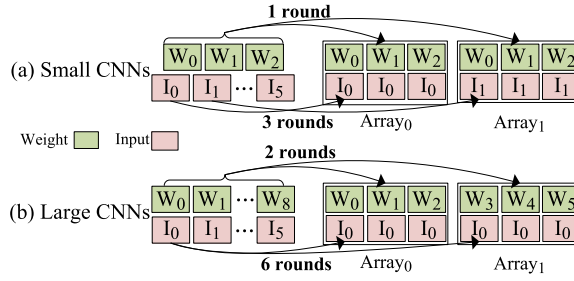 1 round
W0 W1 W2 W0 W1 W2 W0 W1 W2
(a) Small CNNs
I0 I1 ... I5 I0 I0 I0 I1 I1 I1
3 rounds Array0 Array1
Weight Input
2 rounds
W0 W1 ... W8 W0 W1 W2 W3 W4 W5
(b) Large CNNs
I0 I1 ... I5 I0 I0 I0 I0 I0 I0
6 rounds Array0 Array1